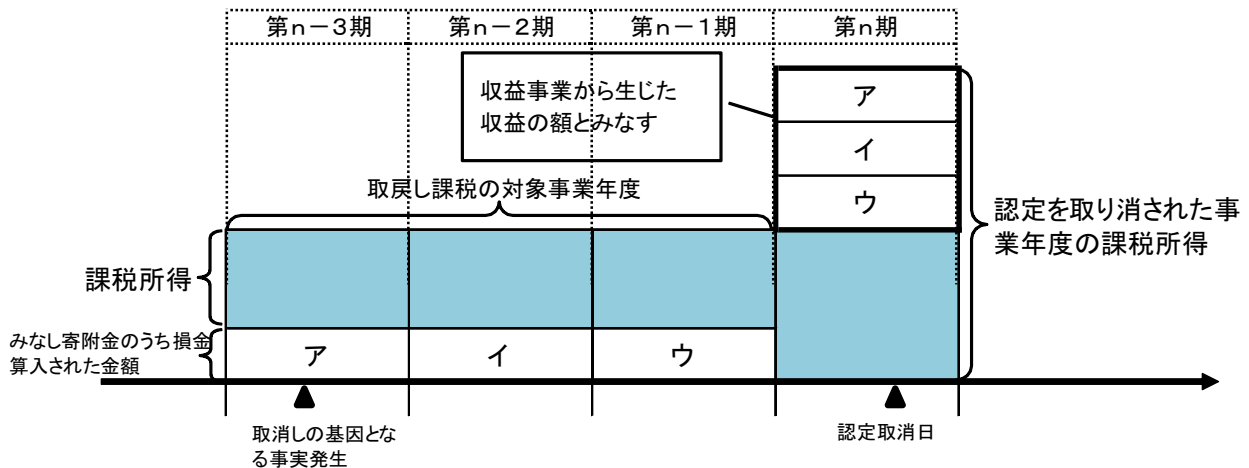 第n－3期
第n－2期
第n－1期
第n期
収益事業から生じた
収益の額とみなす
ア
イ
ウ
取戻し課税の対象事業年度
認定を取り消された事
業年度の課税所得
課税所得
みなし寄附金のうち損金
算入された金額
ア
イ
ウ
取消しの基因とな
る事実発生
認定取消日